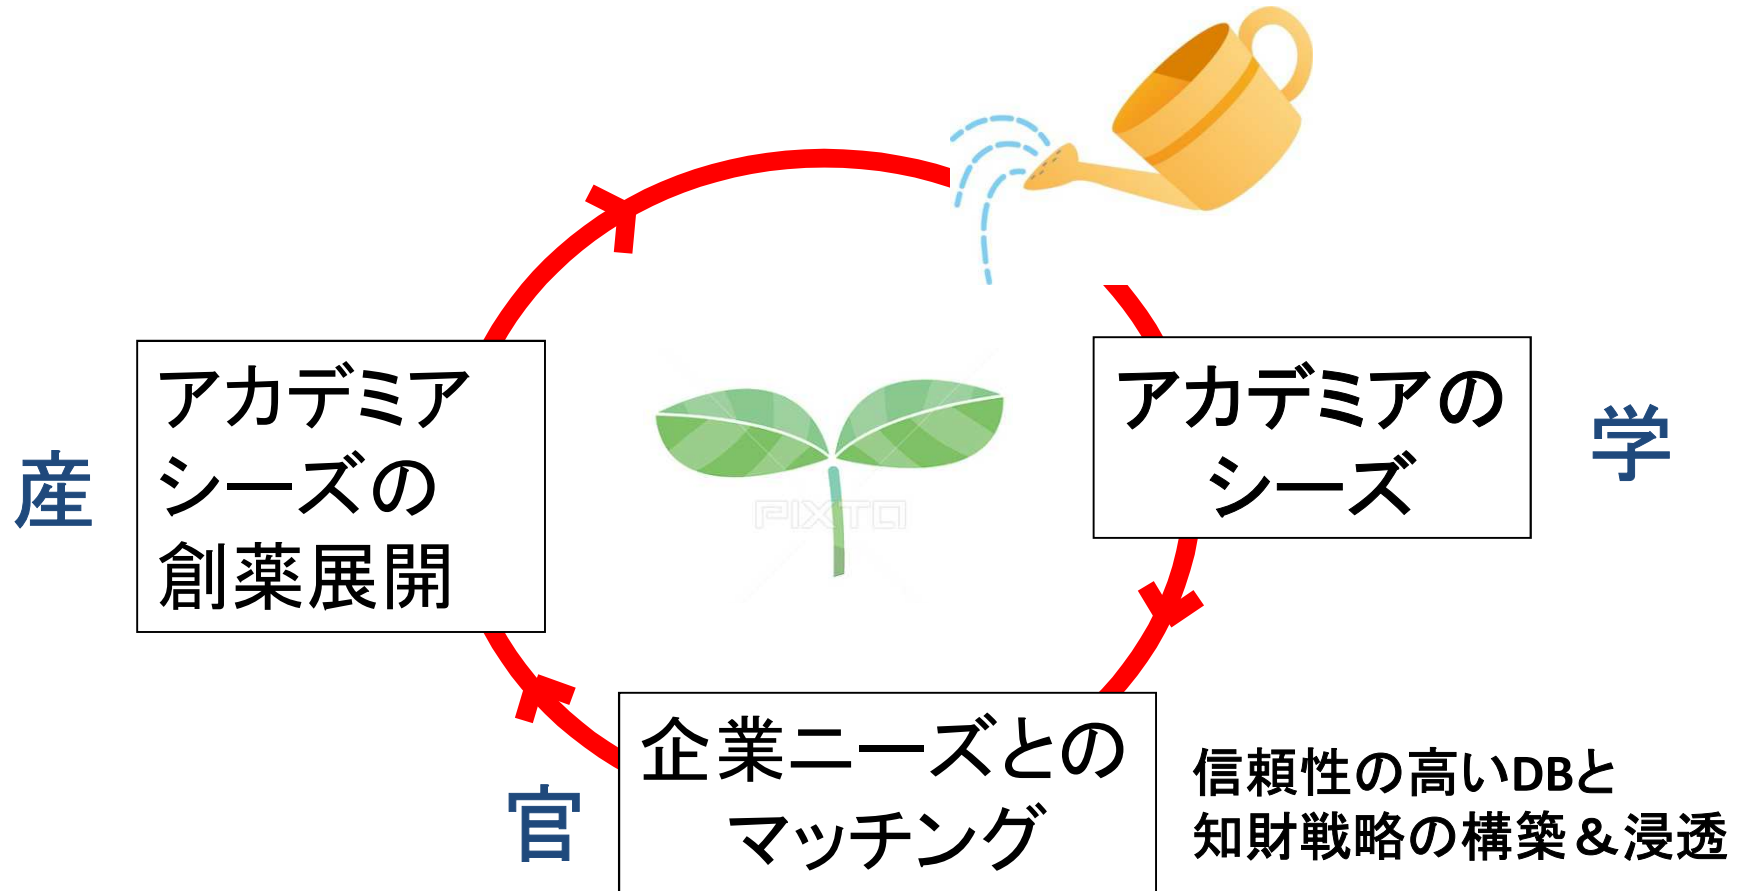 アカデミア
シーズの
創薬展開
産
アカデミアの
シーズ
学
PIXTA
企業ニーズとの
マッチング
官
信頼性の高いDBと
知財戦略の構築＆浸透